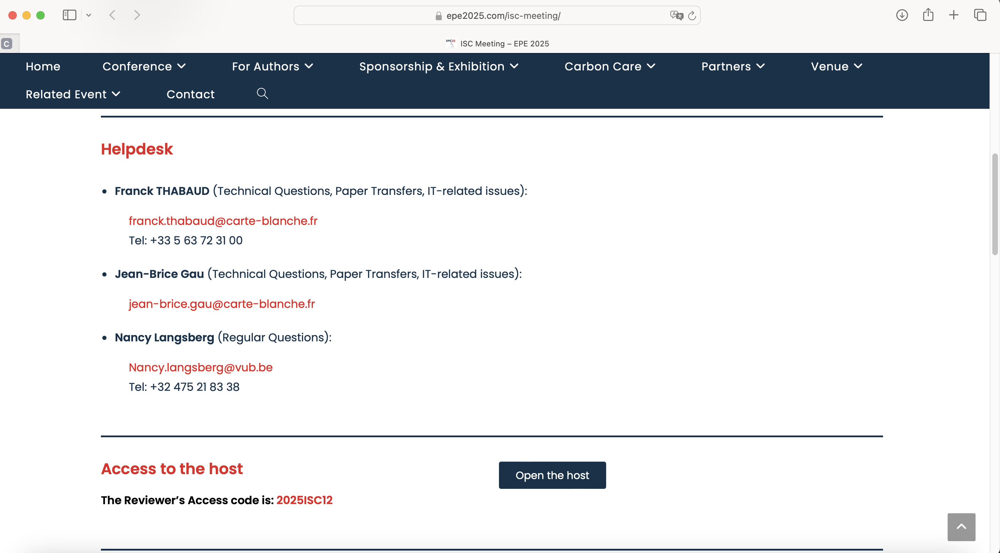 epe2025.com/isc-meeting/
C
EPE 25
ISC Meeting – EPE 2025
Home Conference For Authors Sponsorship & Exhibition Carbon Care Partners Venue
Related Event Contact
Helpdesk
• Franck THABAUD (Technical Questions, Paper Transfers, IT-related issues):
franck.thabaud@carte-blanche.fr
Tel: +33 5 63 72 31 00
• Jean-Brice Gau (Technical Questions, Paper Transfers, IT-related issues):
jean-brice.gau@carte-blanche.fr
• Nancy Langsberg (Regular Questions):
Nancy.langsberg@vub.be
Tel: +32 475 21 83 38
Access to the host
Open the host
The Reviewer’s Access code is: 2025ISC12